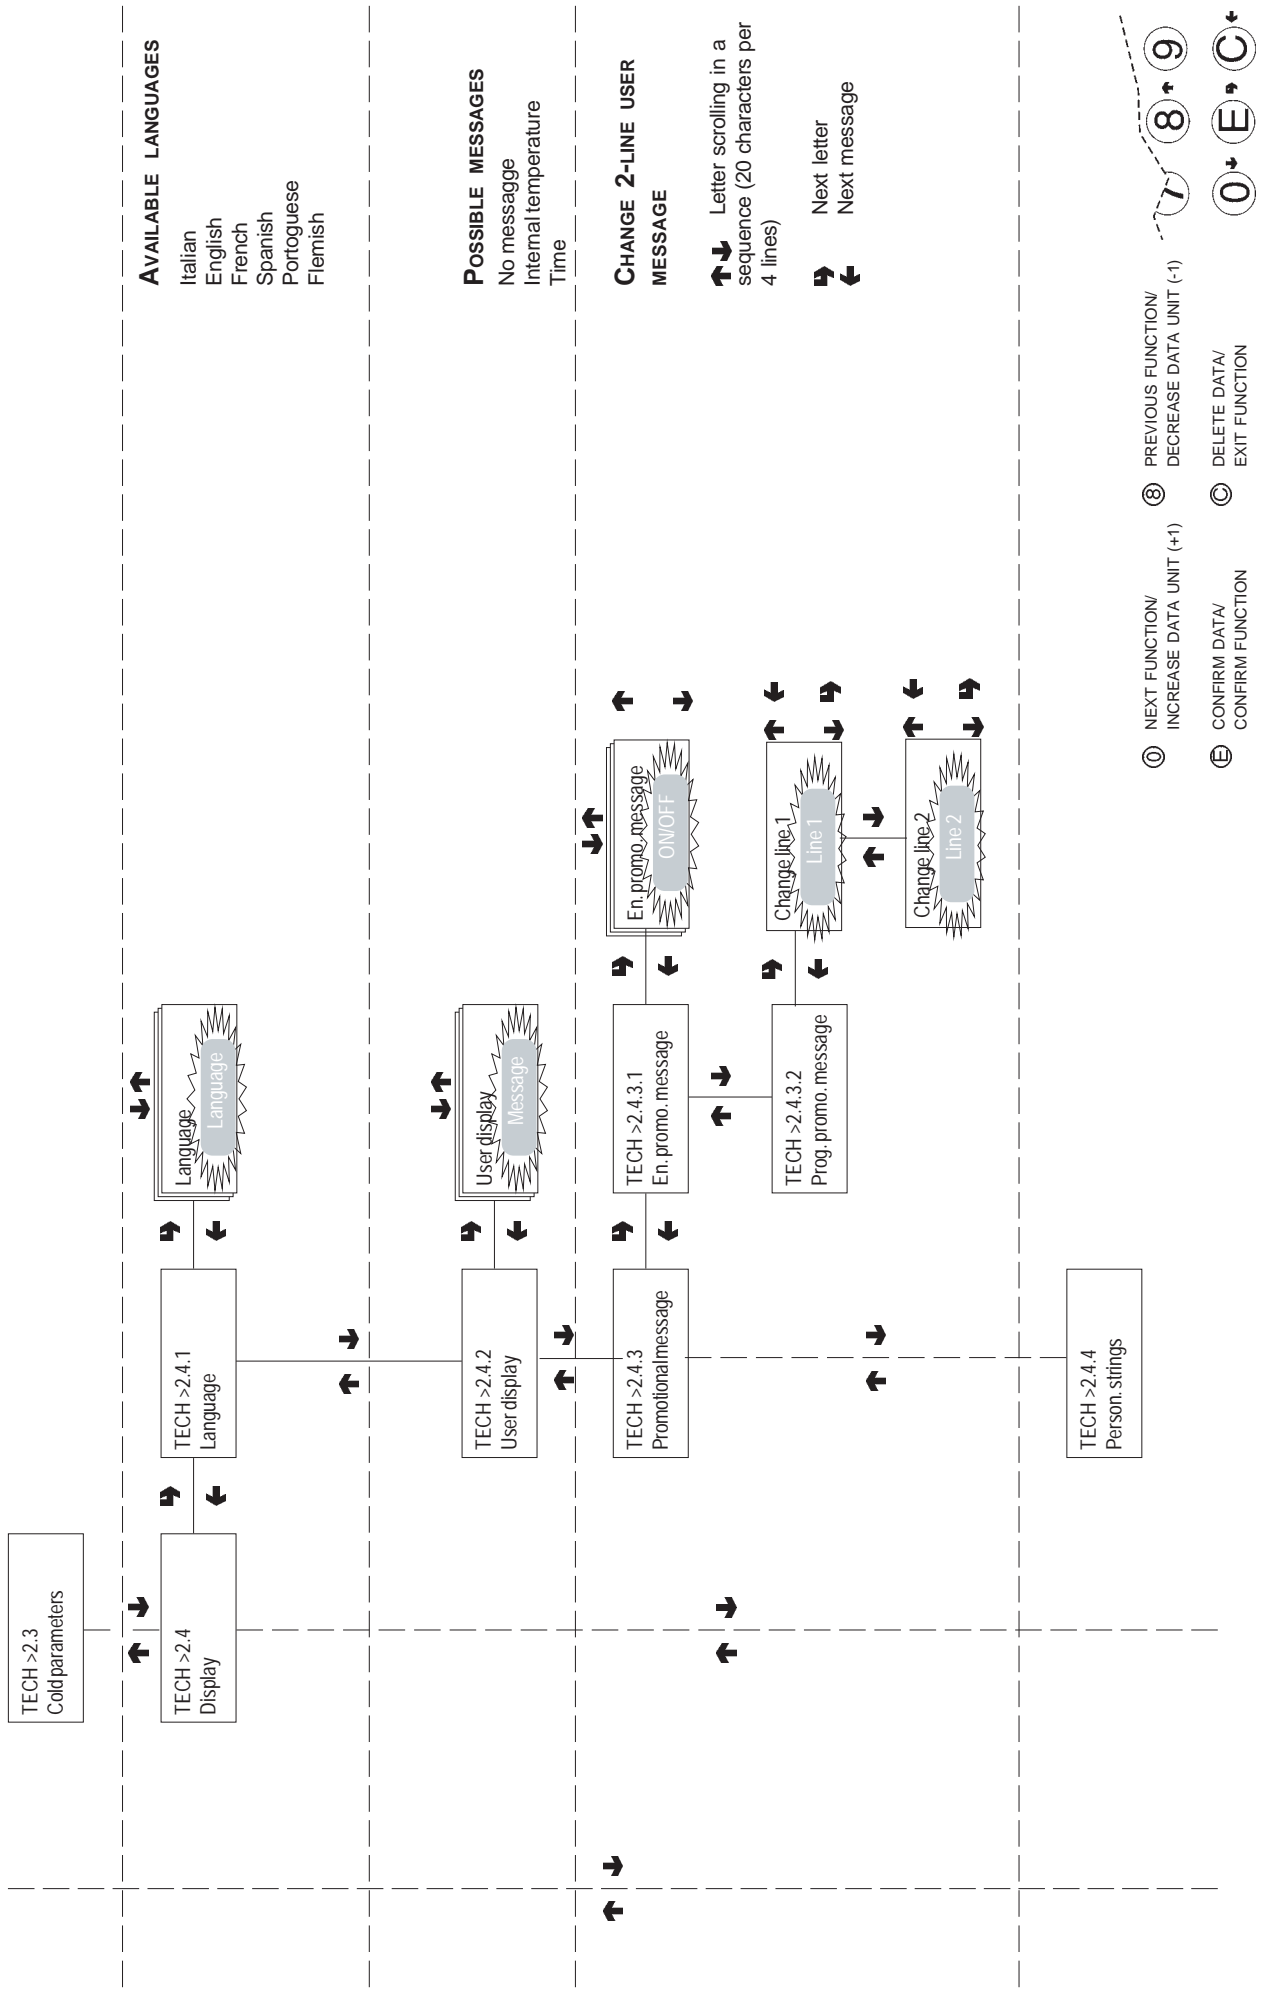 TECH >2.3
Cold parameters
TECH >2.4
Display
TECH >2.4.1
Language
Language
Language
AVAILABLE LANGUAGES
Italian
English
French
Spanish
Portoguese
Flemish
TECH >2.4.2
User display
User display
Message
POSSIBLE MESSAGES
No messagge
Internal temperature
Time
TECH >2.4.3
Promotional message
TECH >2.4.3.1
En. promo. message
En. promo. message
ON/OFF
TECH >2.4.3.2
Prog. promo. message
Change line 1
Line 1
Change line 2
Line 2
CHANGE 2-LINE USER
MESSAGE
Letter scrolling in a
sequence (20 characters per
4 lines)
Next letter
Next message
TECH >2.4.4
Person. strings
0 NEXT FUNCTION/
INCREASE DATA UNIT (+1)
8 PREVIOUS FUNCTION/
DECREASE DATA UNIT (-1)
E CONFIRM DATA/
CONFIRM FUNCTION
C DELETE DATA/
EXIT FUNCTION
7 8 9
0 E C